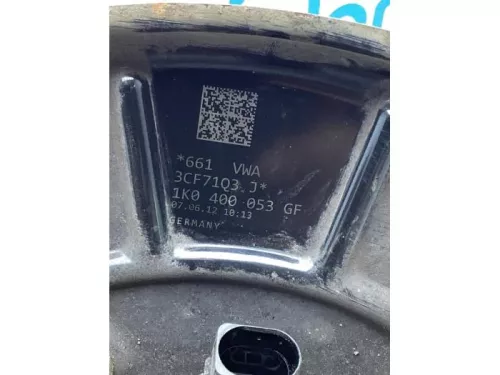 *661 VWA
3CF71Q3 J*
1K0 400 053 GF
07.06.12 10:13
GERMANY